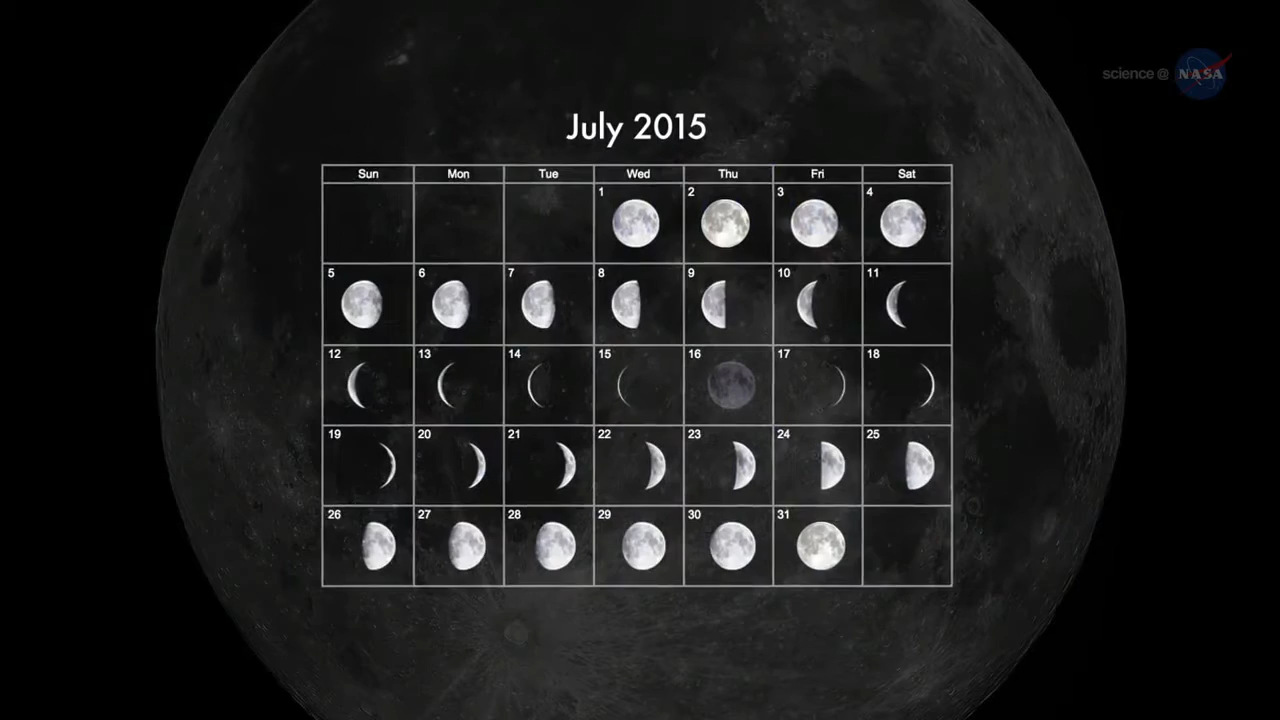 science@ NASA
July 2015
Sun Mon Tue Wed Thu Fri Sat
1 2 3 4
5 6 7 8 9 10 11
12 13 14 15 16 17 18
19 20 21 22 23 24 25
26 27 28 29 30 31